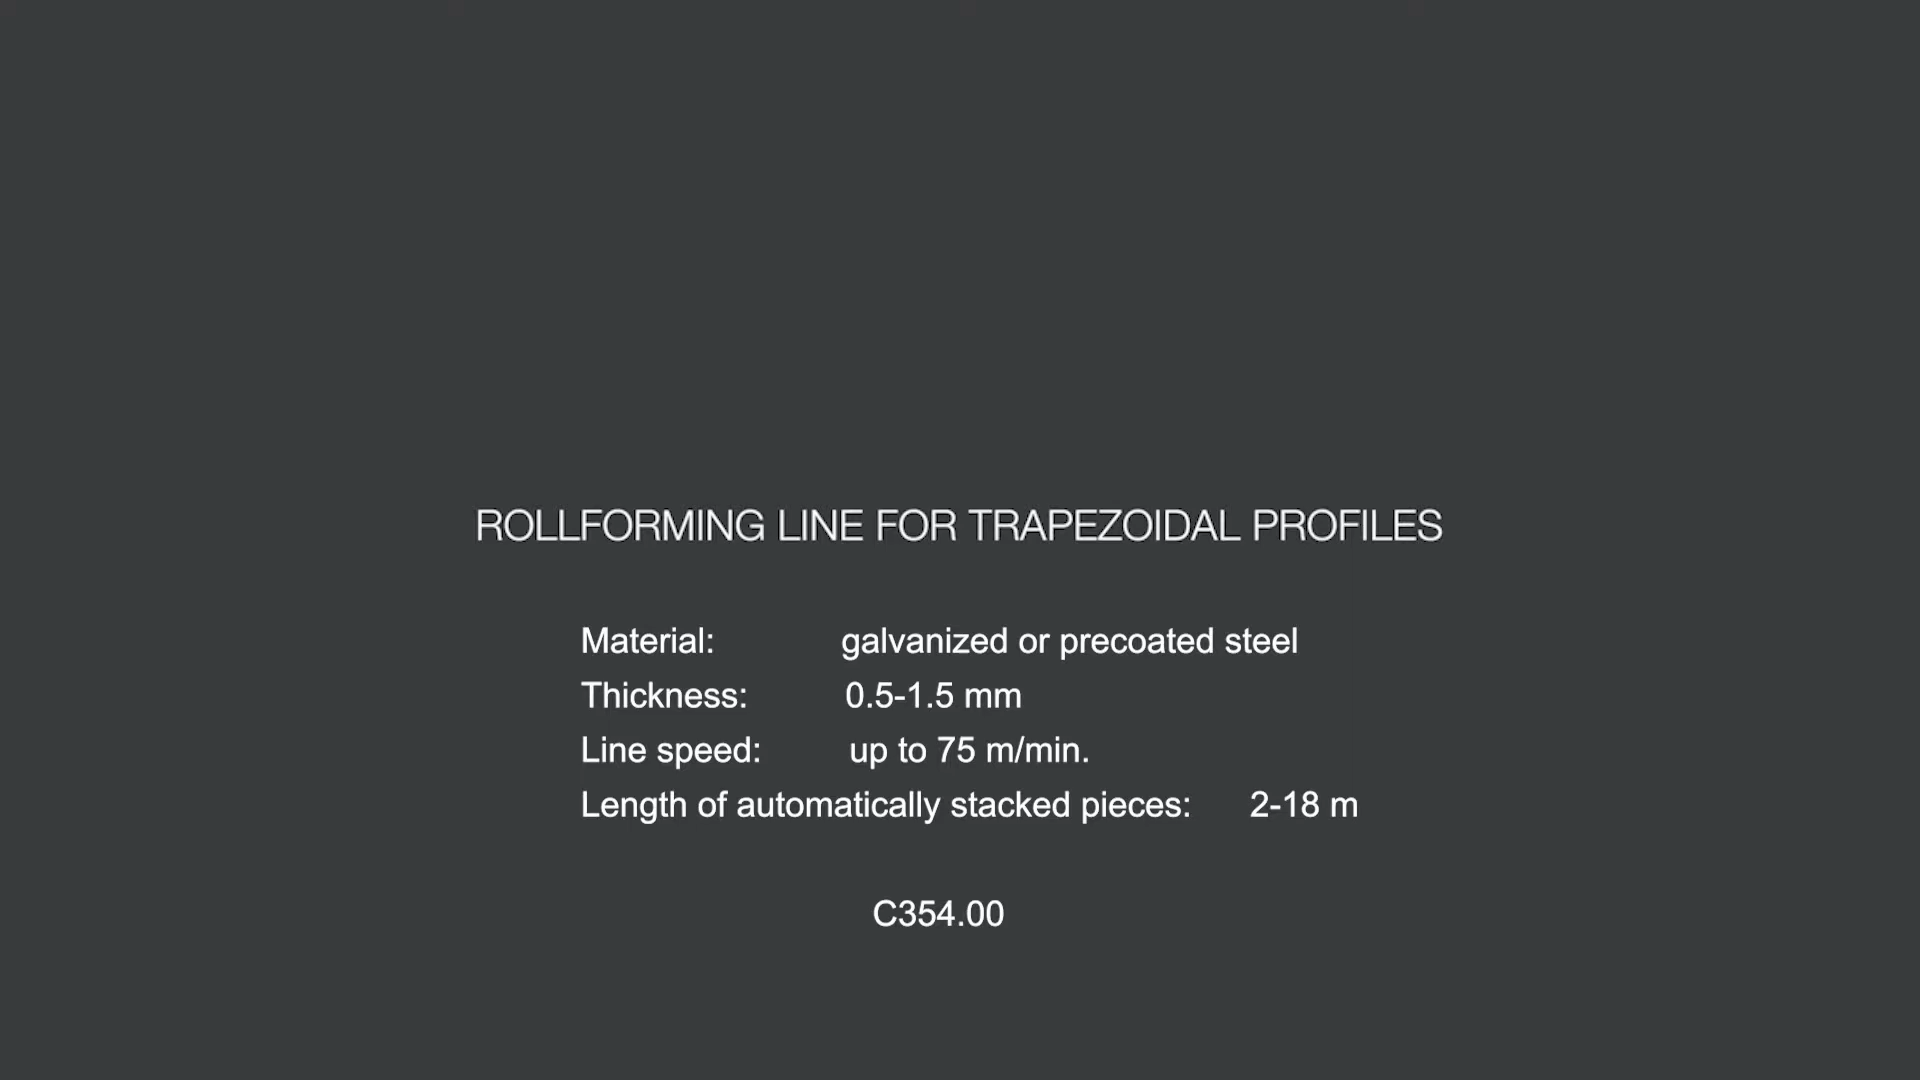 ROLLFORMING LINE FOR TRAPEZOIDAL PROFILES
Material: galvanized or precoated steel
Thickness: 0.5-1.5 mm
Line speed: up to 75 m/min.
Length of automatically stacked pieces: 2-18 m
C354.00